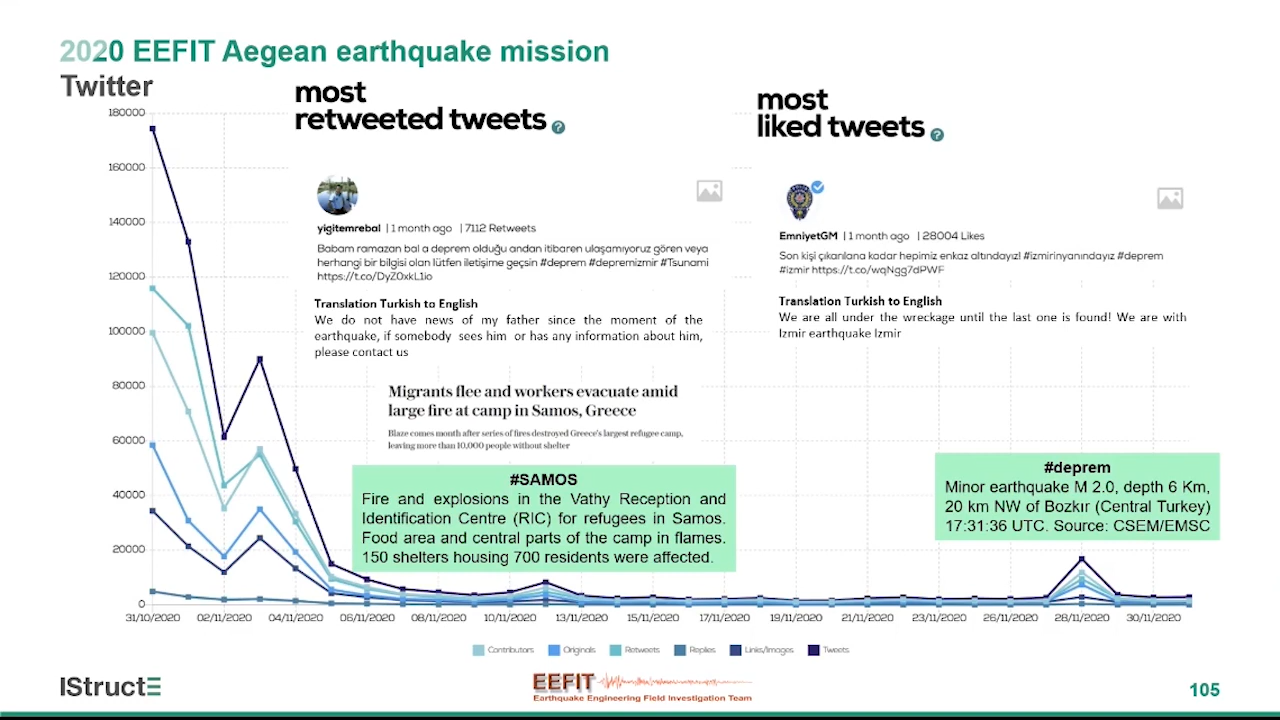 2020 EEFIT Aegean earthquake mission
Twitter
most
retweeted tweets ?
most
liked tweets ?
yigitemrebal | 1 month ago | 7112 Retweets
Babam ramazan bal a deprem olduğu andan itibaren ulaşamıyoruz gören veya
herhangi bir bilgisi olan lütfen iletişime geçsin #deprem #depremizmir #Tsunami
https://t.co/DyZ0xkL1io
Translation Turkish to English
We do not have news of my father since the moment of the
earthquake, if somebody sees him or has any information about him,
please contact us
EmniyetGM | 1 month ago | 28004 Likes
Son kişi çıkarılana kadar hepimiz enkaz altındayız! #izmirinyanındayız #deprem
#izmir https://t.co/wqNgg7dPWF
Translation Turkish to English
We are all under the wreckage until the last one is found! We are with
Izmir earthquake Izmir
Migrants flee and workers evacuate amid
large fire at camp in Samos, Greece
Blaze comes month after series of fires destroyed Greece's largest refugee camp,
leaving more than 10,000 people without shelter
#SAMOS
Fire and explosions in the Vathy Reception and
Identification Centre (RIC) for refugees in Samos.
Food area and central parts of the camp in flames.
150 shelters housing 700 residents were affected.
#deprem
Minor earthquake M 2.0, depth 6 Km,
20 km NW of Bozkır (Central Turkey)
17:31:36 UTC. Source: CSEM/EMSC
180000
160000
140000
120000
100000
80000
60000
40000
20000
0
31/10/2020 02/11/2020 04/11/2020 06/11/2020 08/11/2020 10/11/2020 13/11/2020 15/11/2020 17/11/2020 19/11/2020 21/11/2020 23/11/2020 26/11/2020 28/11/2020 30/11/2020
Contributors Originals Retweets Replies Links/Images Tweets
IStructE
EEFIT
Earthquake Engineering Field Investigation Team
105